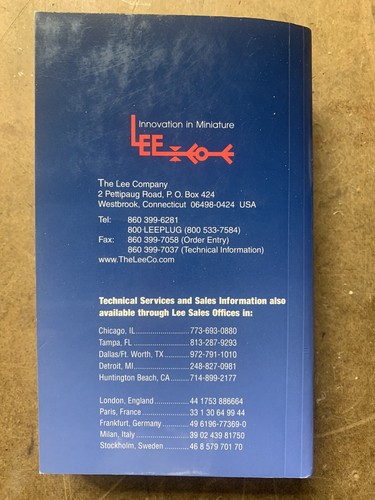 Innovation in Miniature
LEE
The Lee Company
2 Pettipaug Road, P. O. Box 424
Westbrook, Connecticut 06498-0424 USA
Tel: 860 399-6281
800 LEEPLUG (800 533-7584)
Fax: 860 399-7058 (Order Entry)
860 399-7037 (Technical Information)
www.TheLeeCo.com
Technical Services and Sales Information also
available through Lee Sales Offices in:
Chicago, IL ..................... 773-693-0880
Tampa, FL ..................... 813-287-9293
Dallas/Ft. Worth, TX .......... 972-791-1010
Detroit, MI ..................... 248-827-0981
Huntington Beach, CA ....... 714-899-2177
London, England ............. 44 1753 886664
Paris, France .................. 33 1 30 64 99 44
Frankfurt, Germany .......... 49 6196-77369-0
Milan, Italy ..................... 39 02 439 81750
Stockholm, Sweden .......... 46 8 579 701 70